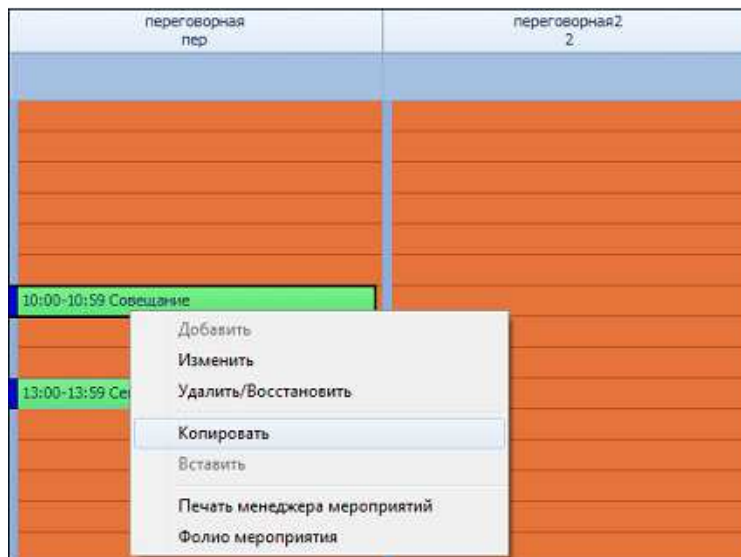 переговорная
пер
переговорная2
2
10:00-10:59 Совещание
Добавить
Изменить
13:00-13:59
Удалить/Восстановить
Копировать
Вставить
Печать менеджера мероприятий
Фолио мероприятия